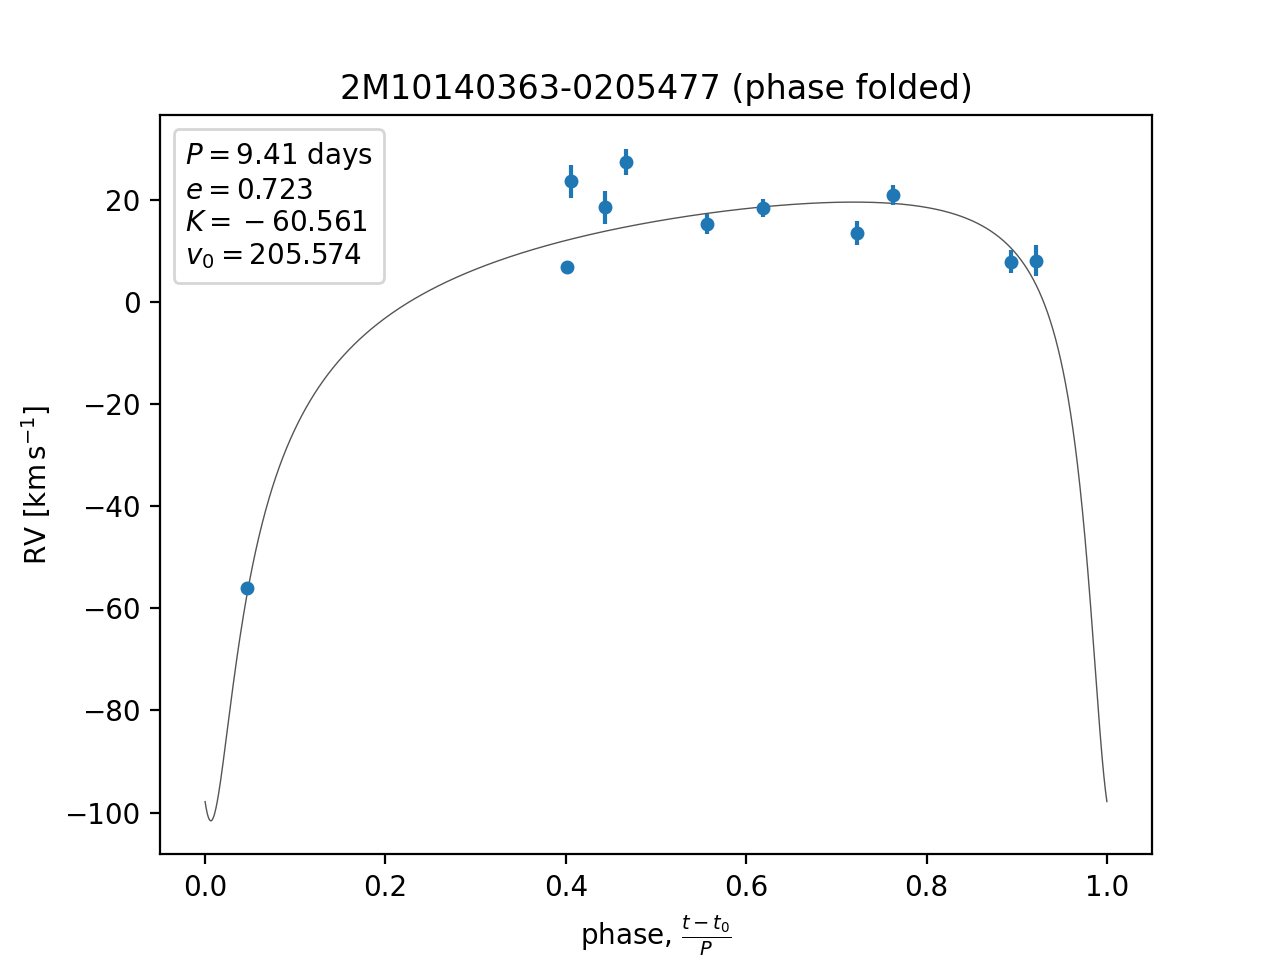 2M10140363-0205477 (phase folded)
P = 9.41 days
e = 0.723
K = −60.561
v₀ = 205.574
20
0
−20
−40
−60
−80
−100
RV [km s⁻¹]
0.0 0.2 0.4 0.6 0.8 1.0
phase, (t − t₀)/P